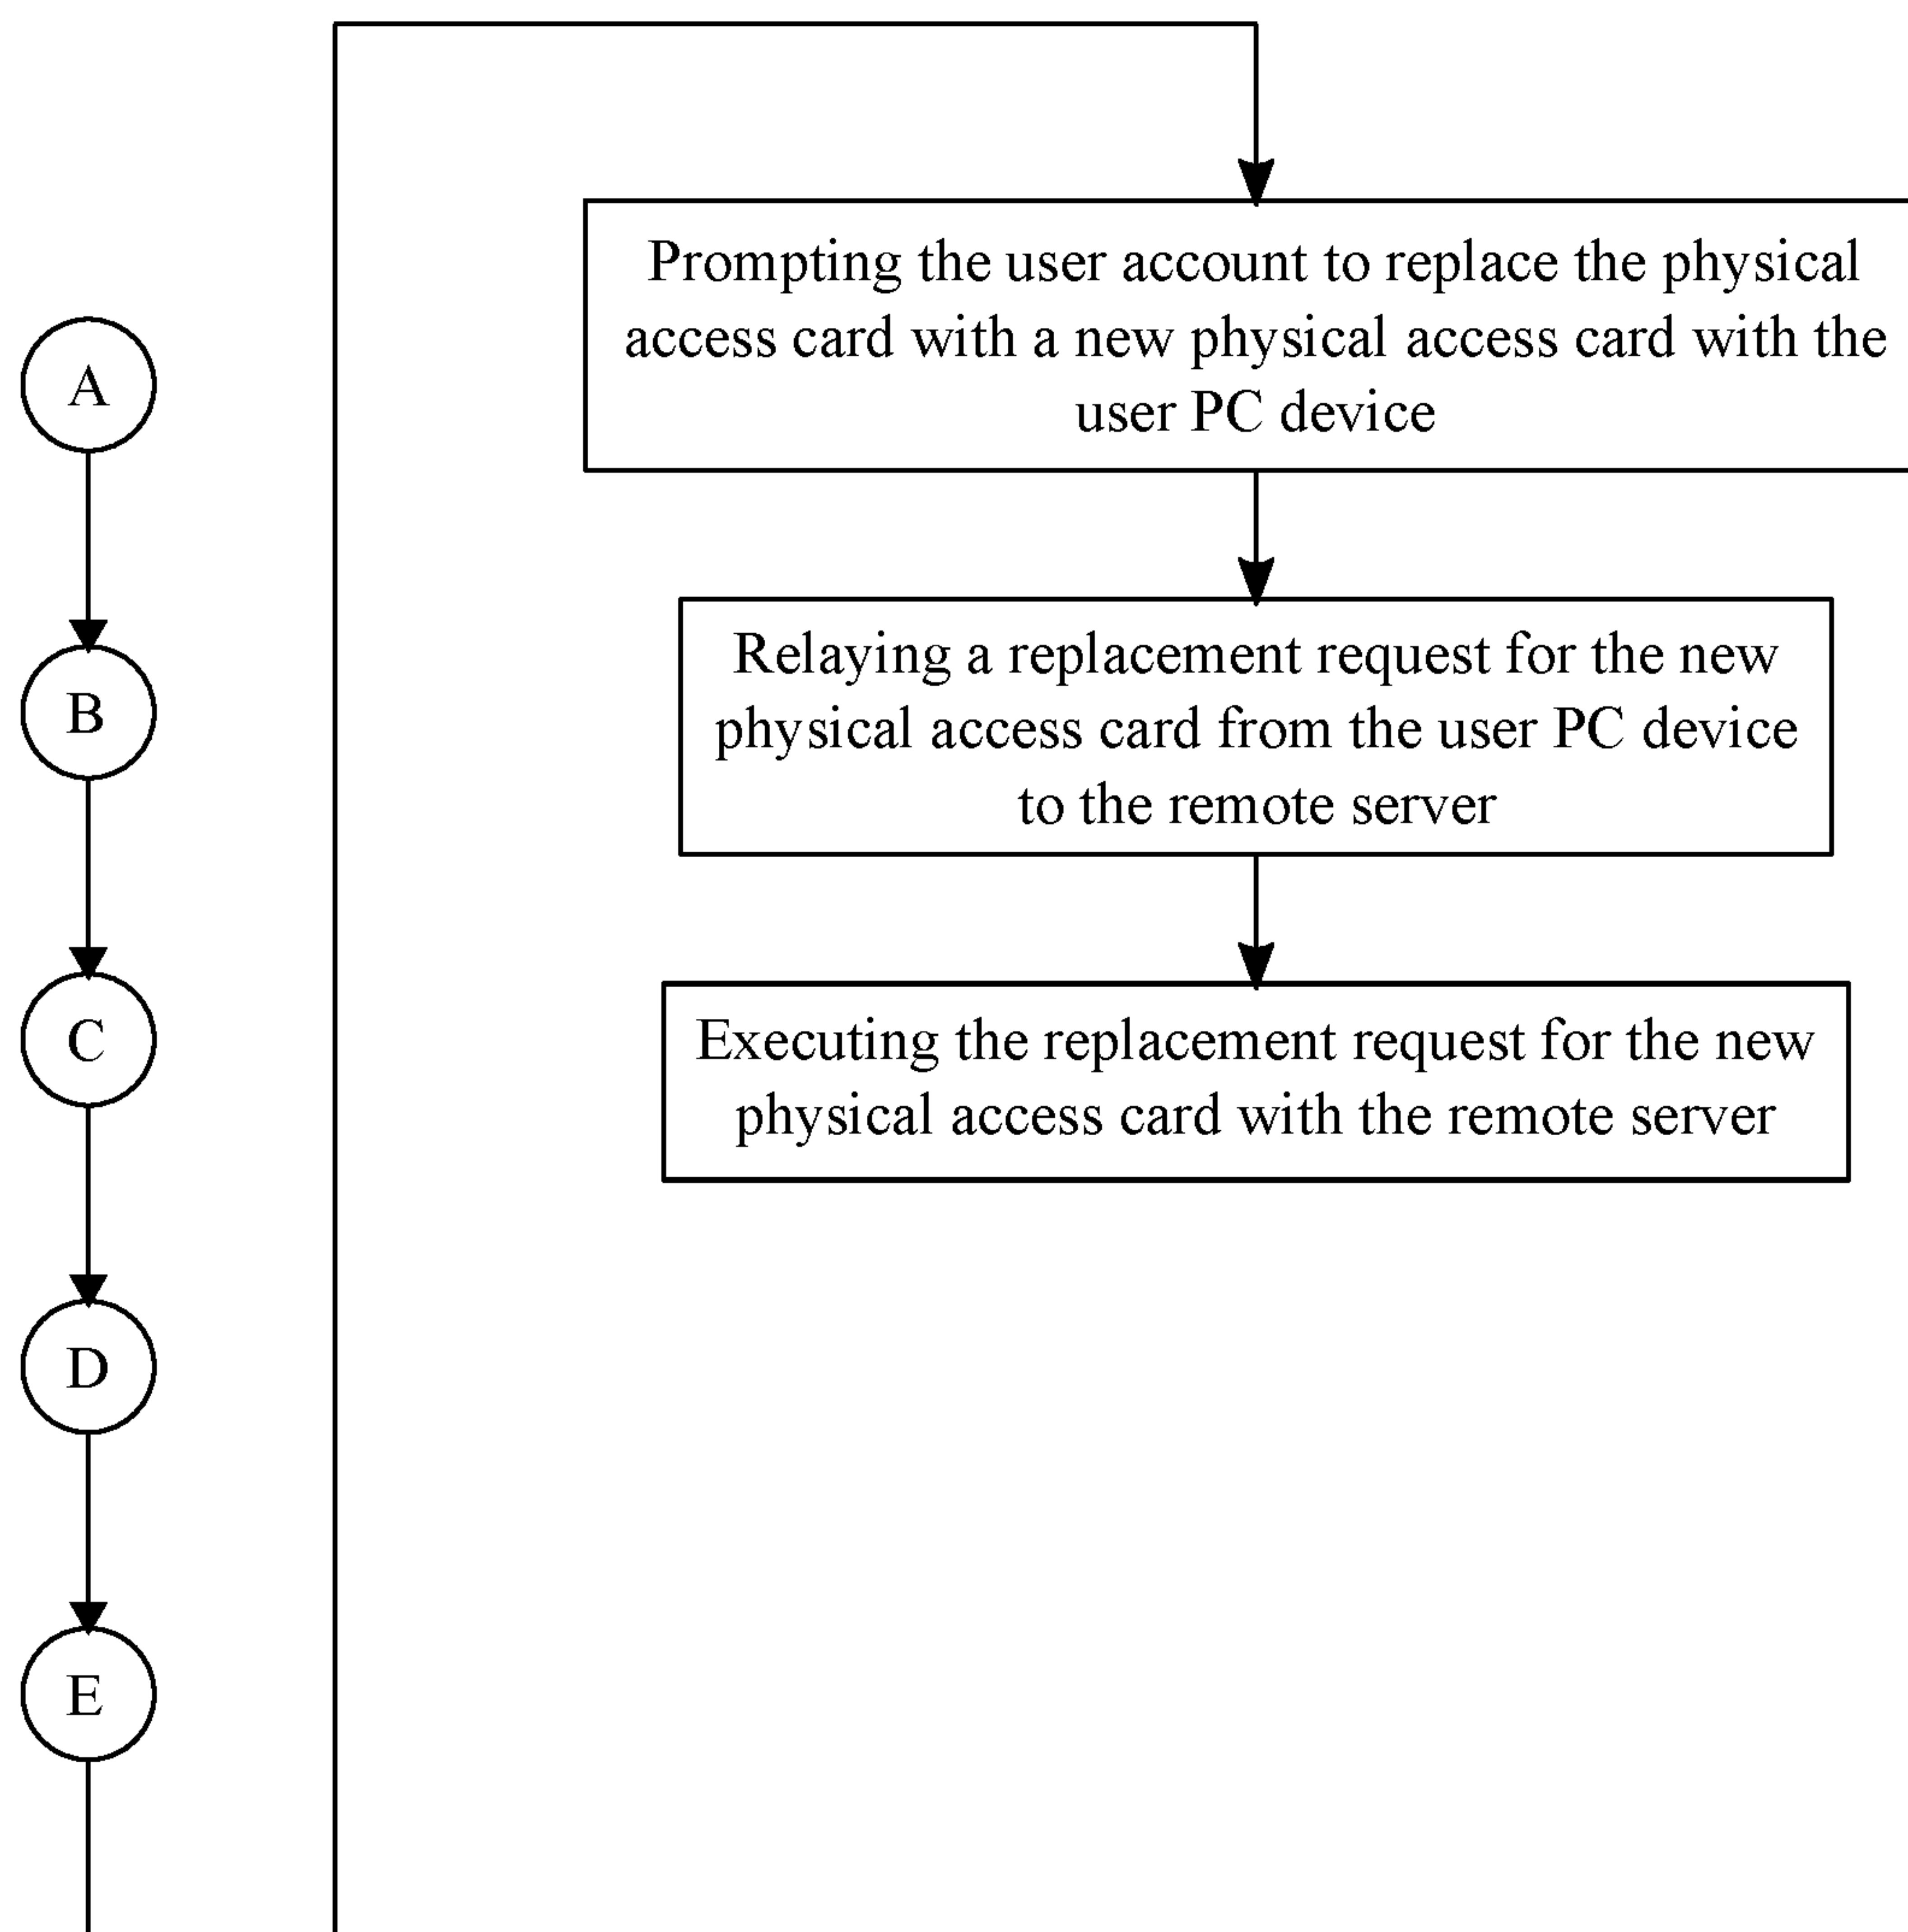 A
B
C
D
E
Prompting the user account to replace the physical
access card with a new physical access card with the
user PC device
Relaying a replacement request for the new
physical access card from the user PC device
to the remote server
Executing the replacement request for the new
physical access card with the remote server